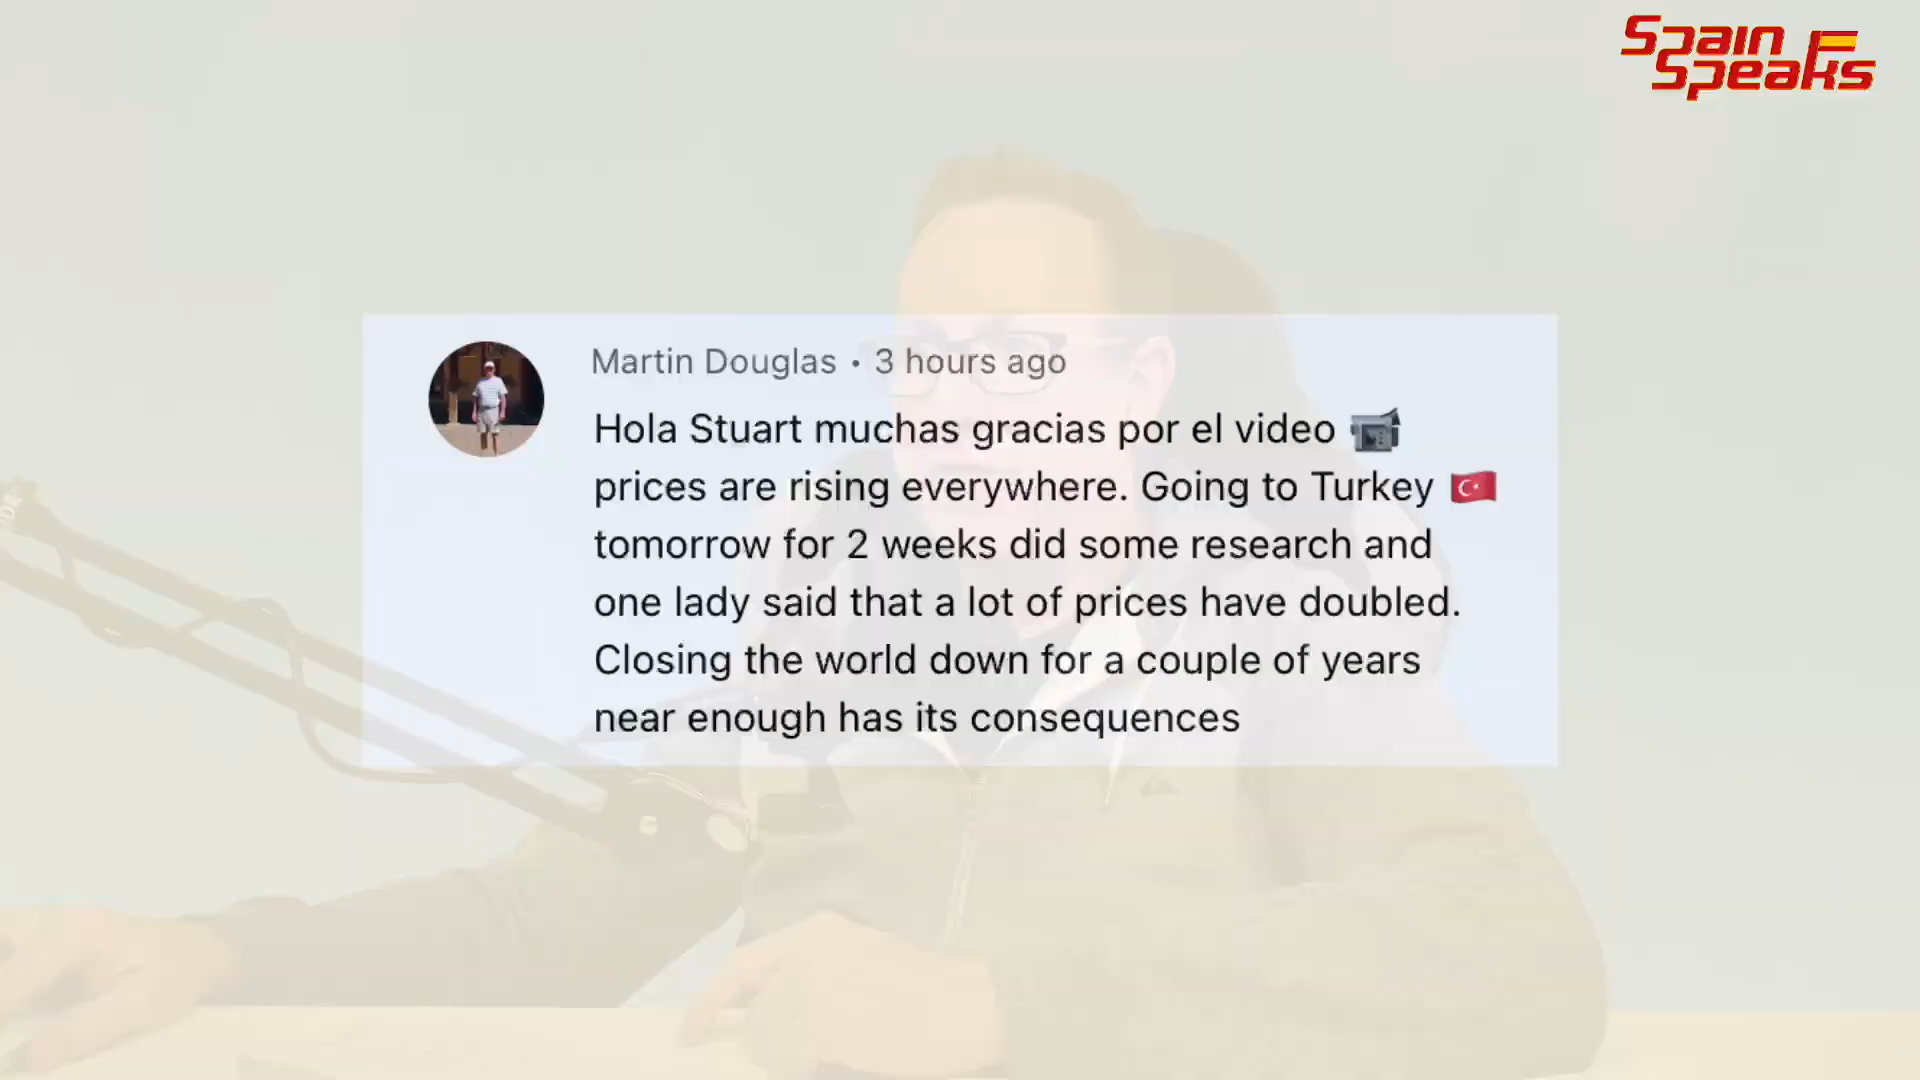 Spain
Speaks
Martin Douglas • 3 hours ago
Hola Stuart muchas gracias por el video 📹
prices are rising everywhere. Going to Turkey 🇹🇷
tomorrow for 2 weeks did some research and
one lady said that a lot of prices have doubled.
Closing the world down for a couple of years
near enough has its consequences